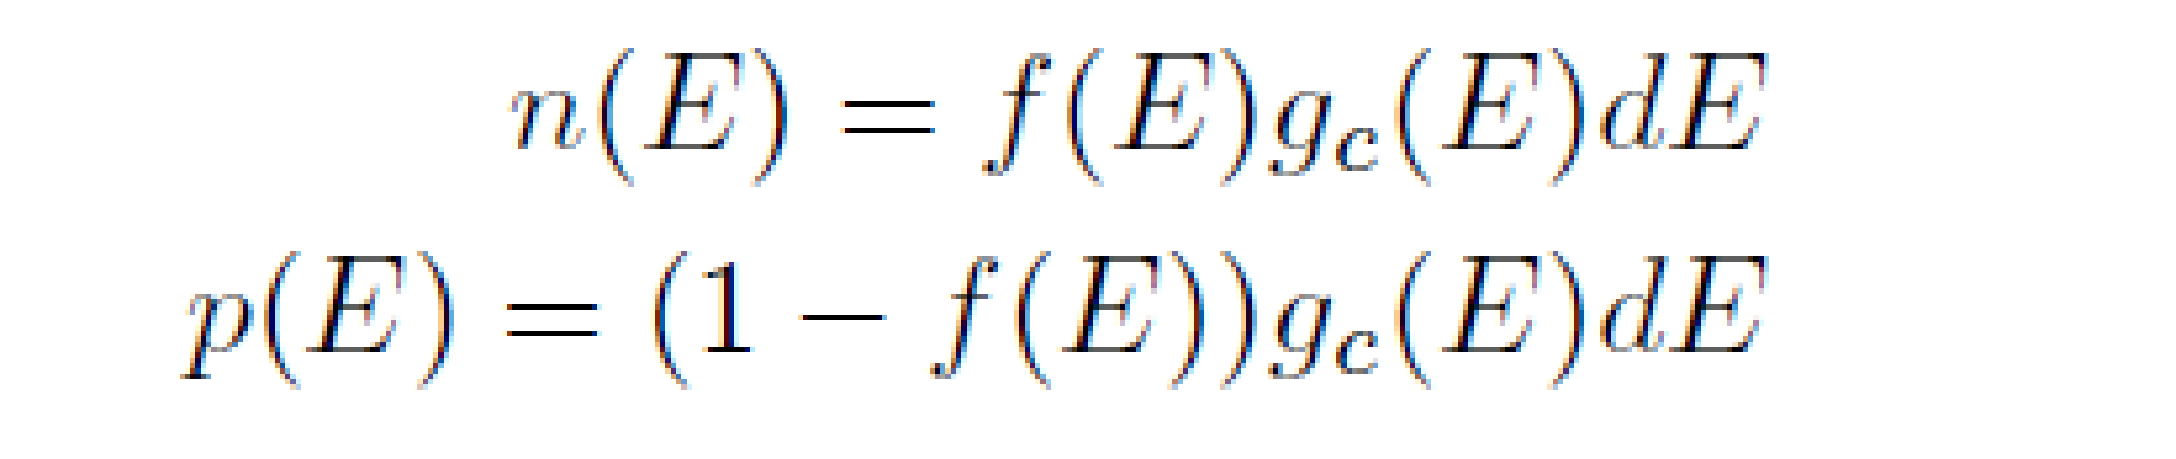 n(E) = f(E)g_c(E)dE
p(E) = (1 − f(E))g_c(E)dE